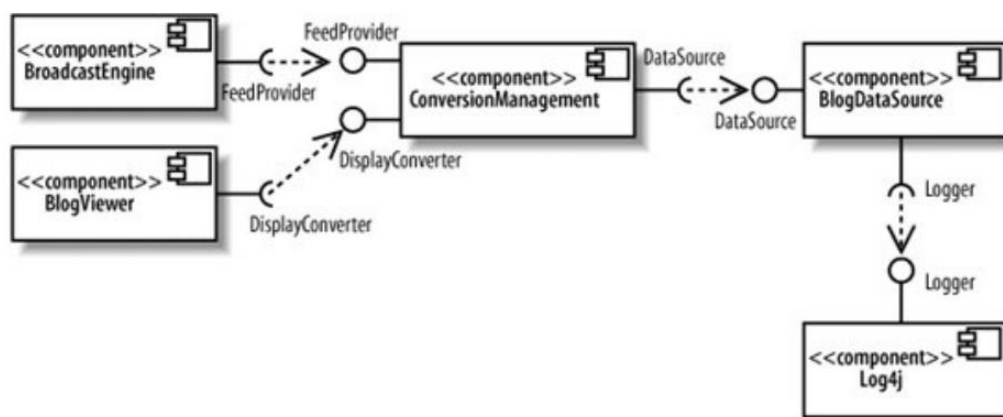 <<component>>
BroadcastEngine
FeedProvider
FeedProvider
<<component>>
ConversionManagement
DataSource
DataSource
<<component>>
BlogDataSource
<<component>>
BlogViewer
DisplayConverter
DisplayConverter
Logger
Logger
<<component>>
Log4j